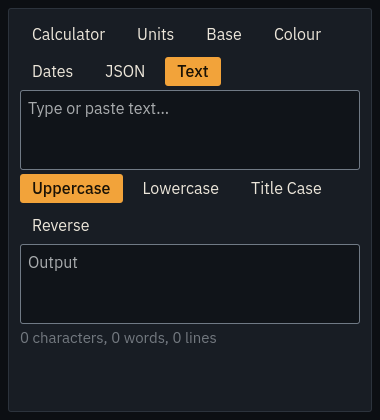 Calculator Units Base Colour
Dates JSON Text
Type or paste text...
Uppercase Lowercase Title Case
Reverse
Output
0 characters, 0 words, 0 lines